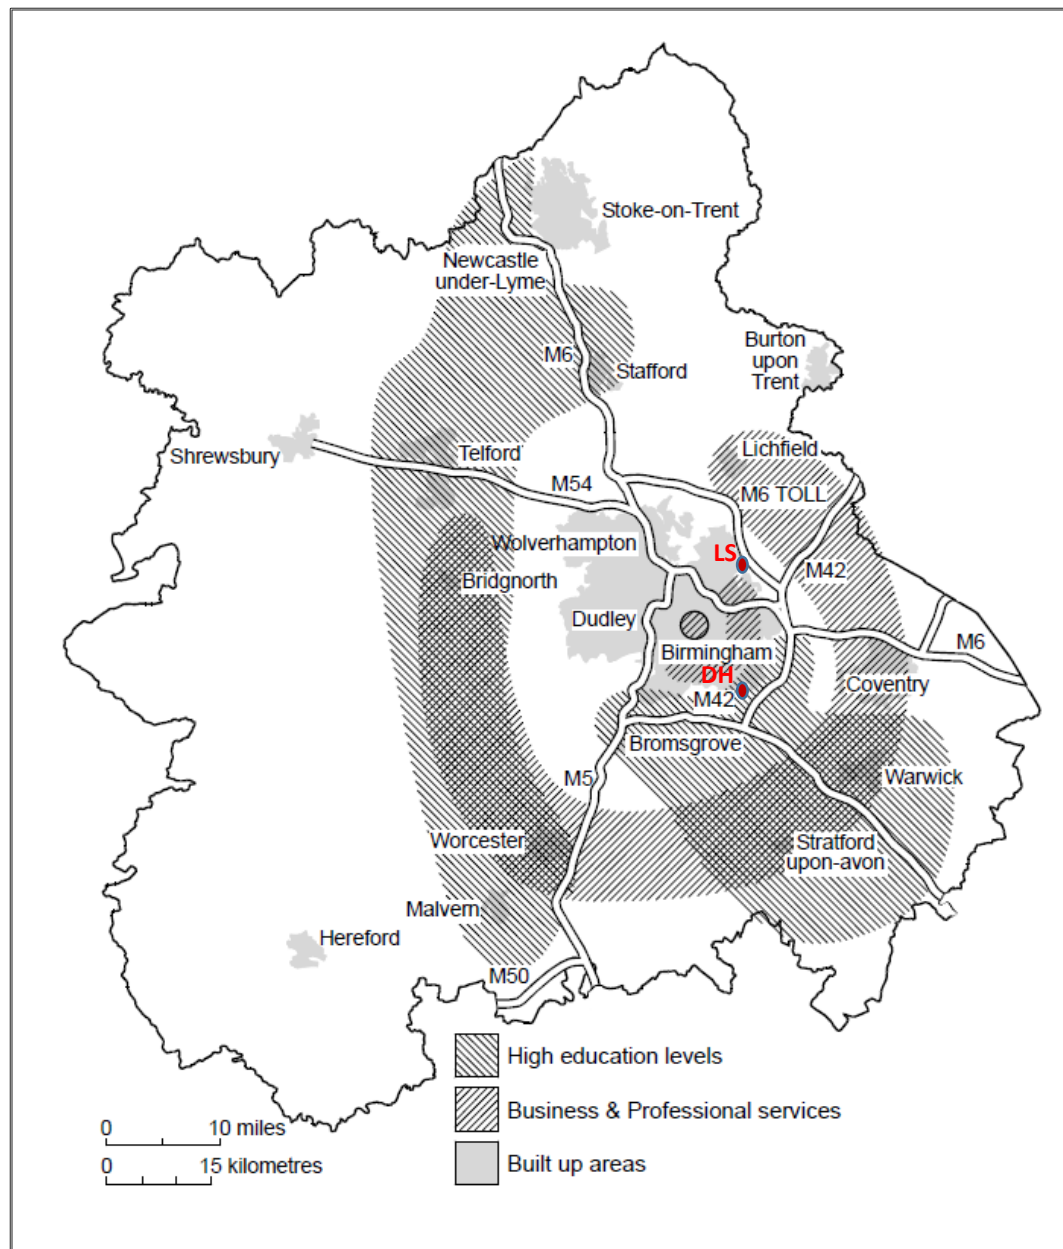 Stoke-on-Trent
Newcastle
under-Lyme
Burton
upon
Trent
M6
Stafford
Shrewsbury
Telford
Lichfield
M54
M6 TOLL
Wolverhampton
LS
M42
Bridgnorth
Dudley
Birmingham
M6
DH
M42
Coventry
Bromsgrove
M5
Warwick
Worcester
Stratford
upon-avon
Malvern
Hereford
M50
High education levels
Business & Professional services
Built up areas
0 10 miles
0 15 kilometres